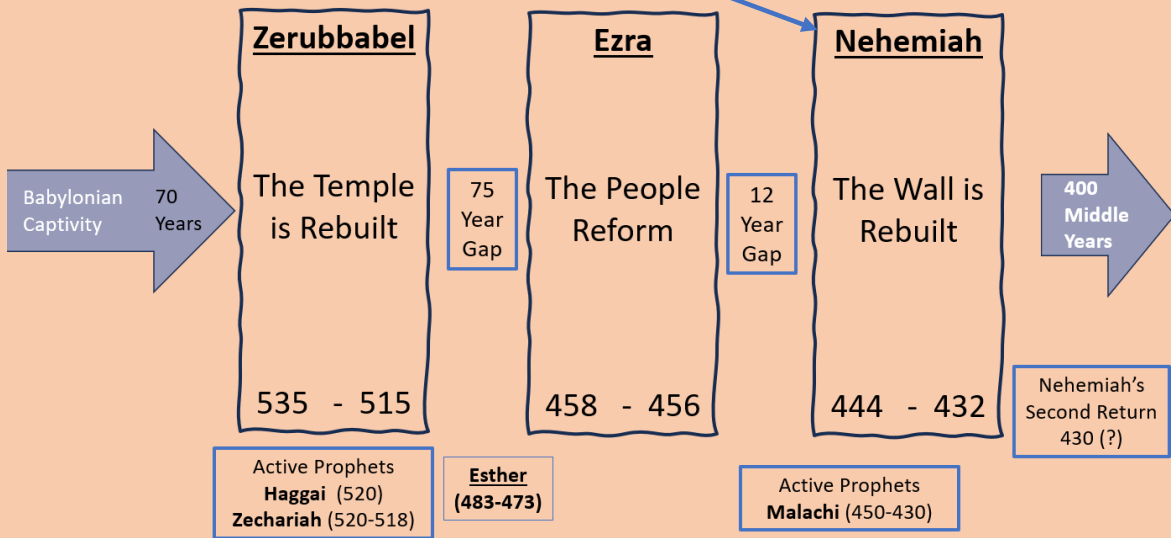 Zerubbabel
The Temple
is Rebuilt
535 - 515
Ezra
The People
Reform
458 - 456
Nehemiah
The Wall is
Rebuilt
444 - 432
Babylonian
Captivity
70
Years
75
Year
Gap
12
Year
Gap
400
Middle
Years
Nehemiah's
Second Return
430 (?)
Active Prophets
Haggai (520)
Zechariah (520-518)
Esther
(483-473)
Active Prophets
Malachi (450-430)